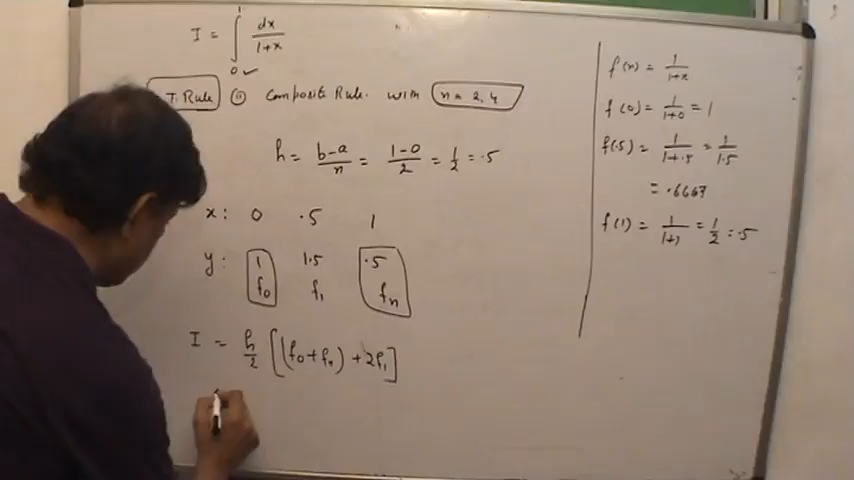 I = ∫₀¹ dx / 1+x
T. Rule ① Composite Rule. with n = 2, 4
h = b-a / n = 1-0 / 2 = 1/2 = .5
x: 0 .5 1
y: 1 1.5 .5
f₀ f₁ fₙ
I = h/2 [(f₀+fₙ) + 2f₁]
f(x) = 1 / 1+x
f(0) = 1 / 1+0 = 1
f(.5) = 1 / 1+.5 = 1 / 1.5
= .6667
f(1) = 1 / 1+1 = 1/2 = .5